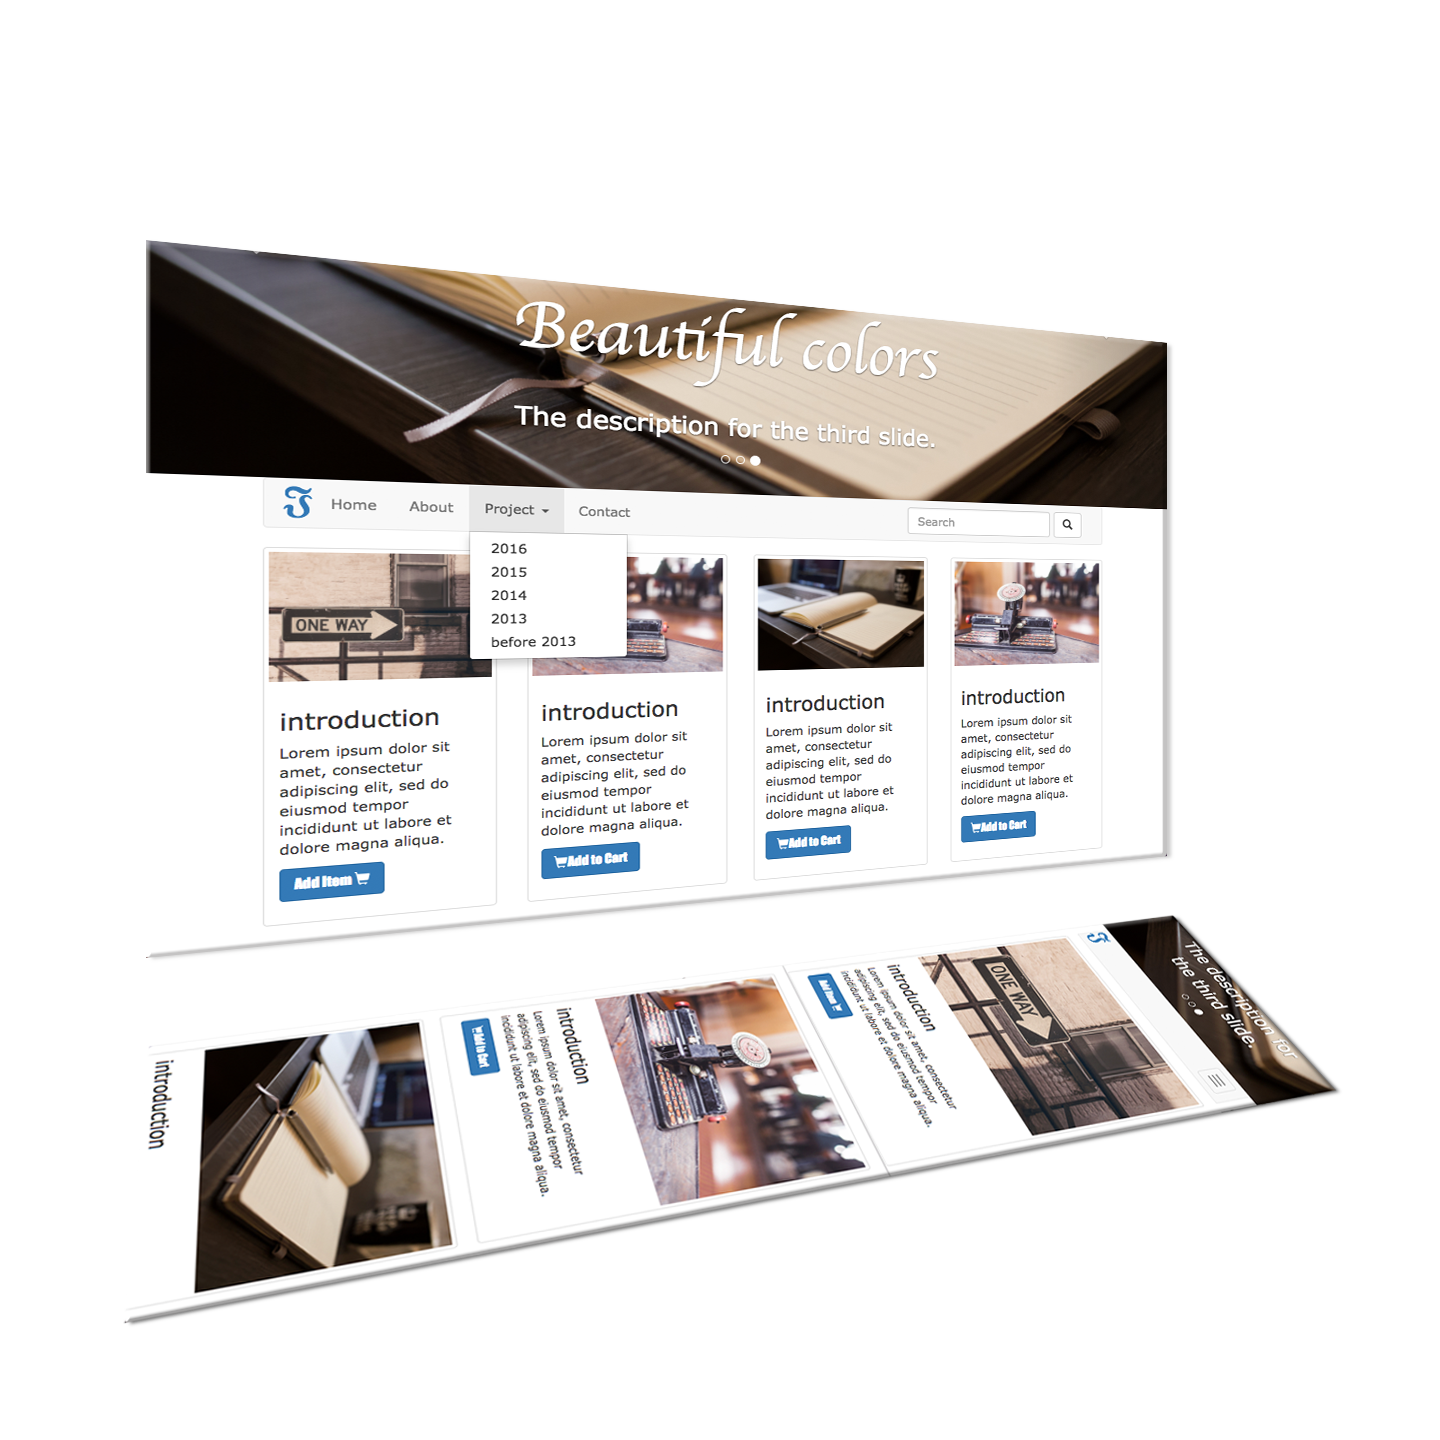 Beautiful colors
The description for the third slide.
Home About Project Contact Search
2016
2015
2014
2013
before 2013
ONE WAY
introduction
Lorem ipsum dolor sit
amet, consectetur
adipiscing elit, sed do
eiusmod tempor
incididunt ut labore et
dolore magna aliqua.
Add Item
introduction
Lorem ipsum dolor sit
amet, consectetur
adipiscing elit, sed do
eiusmod tempor
incididunt ut labore et
dolore magna aliqua.
Add to Cart
introduction
Lorem ipsum dolor sit
amet, consectetur
adipiscing elit, sed do
eiusmod tempor
incididunt ut labore et
dolore magna aliqua.
Add to Cart
introduction
Lorem ipsum dolor sit
amet, consectetur
adipiscing elit, sed do
eiusmod tempor
incididunt ut labore et
dolore magna aliqua.
Add to Cart
The description for
the third slide.
ONE WAY
introduction
Lorem ipsum dolor sit amet, consectetur
adipiscing elit, sed do eiusmod tempor
incididunt ut labore et dolore magna aliqua.
Add Item
introduction
Lorem ipsum dolor sit amet, consectetur
adipiscing elit, sed do eiusmod tempor
incididunt ut labore et dolore magna aliqua.
Add to Cart
introduction